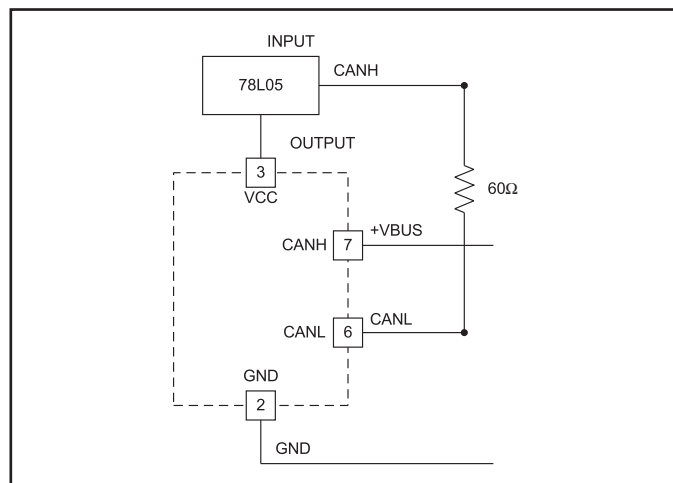 INPUT
78L05
CANH
OUTPUT
3
VCC
60Ω
CANH
7
+VBUS
CANL
6
CANL
GND
2
GND